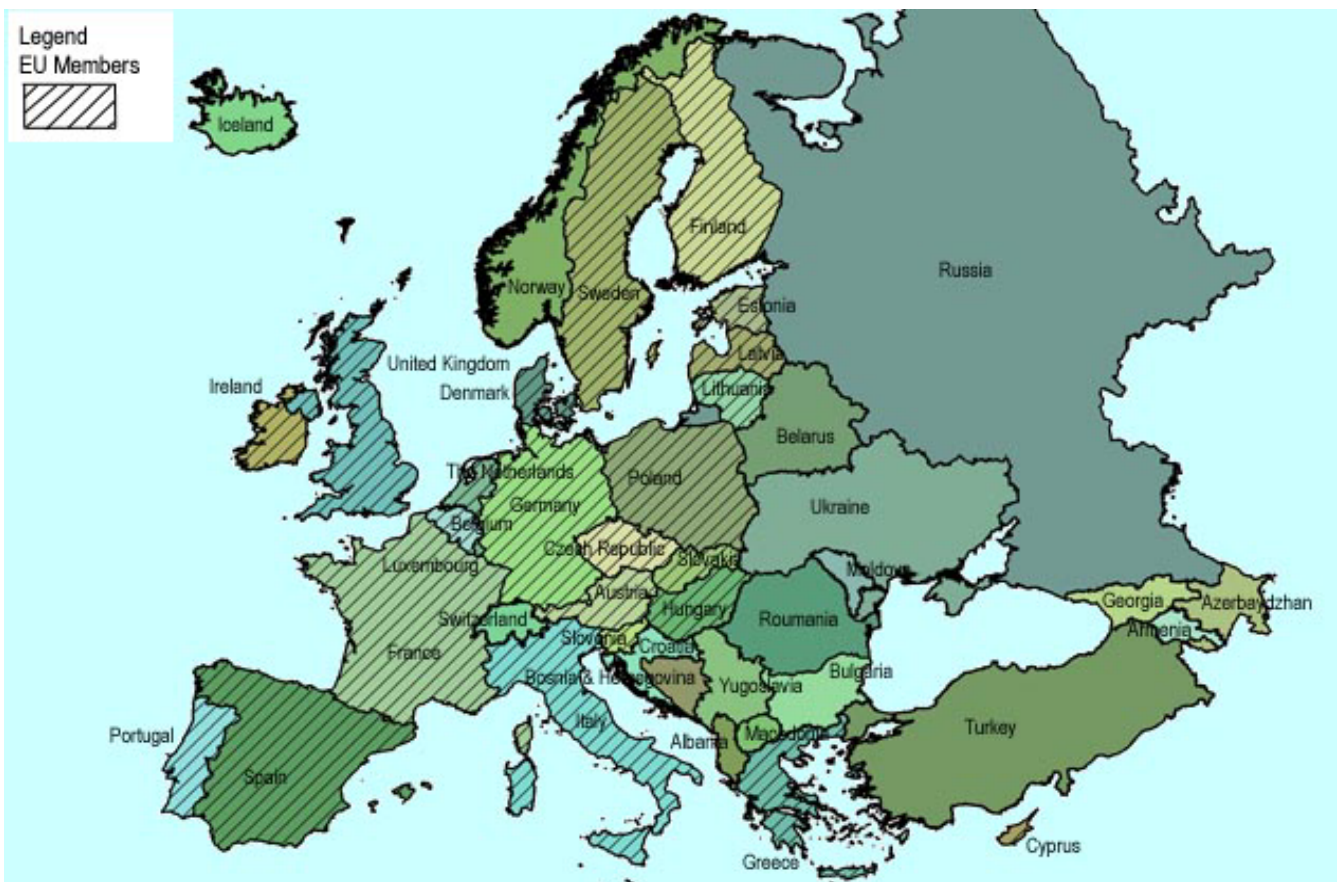 Legend
EU Members
Iceland
Finland
Russia
Norway
Sweden
Estonia
United Kingdom
Latvia
Ireland
Denmark
Lithuania
Belarus
The Netherlands
Poland
Germany
Ukraine
Belgium
Czech Republic
Slovakia
Luxembourg
Moldova
Austria
Georgia
Azerbaydzhan
Hungary
Switzerland
Roumania
Armenia
Slovenia
Croatia
France
Bulgaria
Bosnia & Herzegovina
Yugoslavia
Italy
Turkey
Portugal
Albania
Macedonia
Spain
Cyprus
Greece